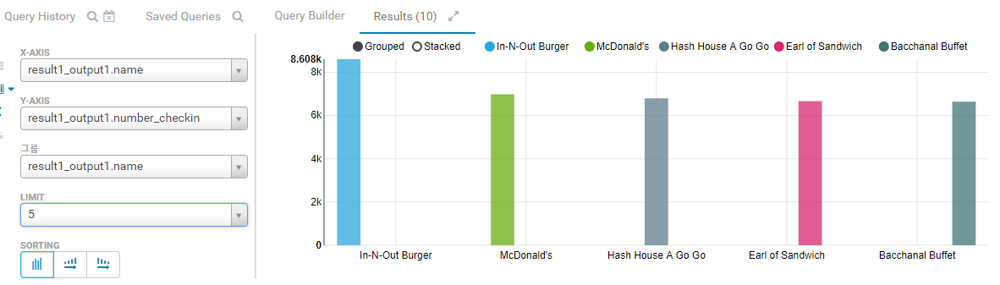 Query History
Saved Queries
Query Builder
Results (10)
X-AXIS
result1_output1.name
Y-AXIS
result1_output1.number_checkin
그룹
result1_output1.name
LIMIT
5
SORTING
Grouped Stacked In-N-Out Burger McDonald's Hash House A Go Go Earl of Sandwich Bacchanal Buffet
8.608k
8k
6k
4k
2k
0
In-N-Out Burger McDonald's Hash House A Go Go Earl of Sandwich Bacchanal Buffet